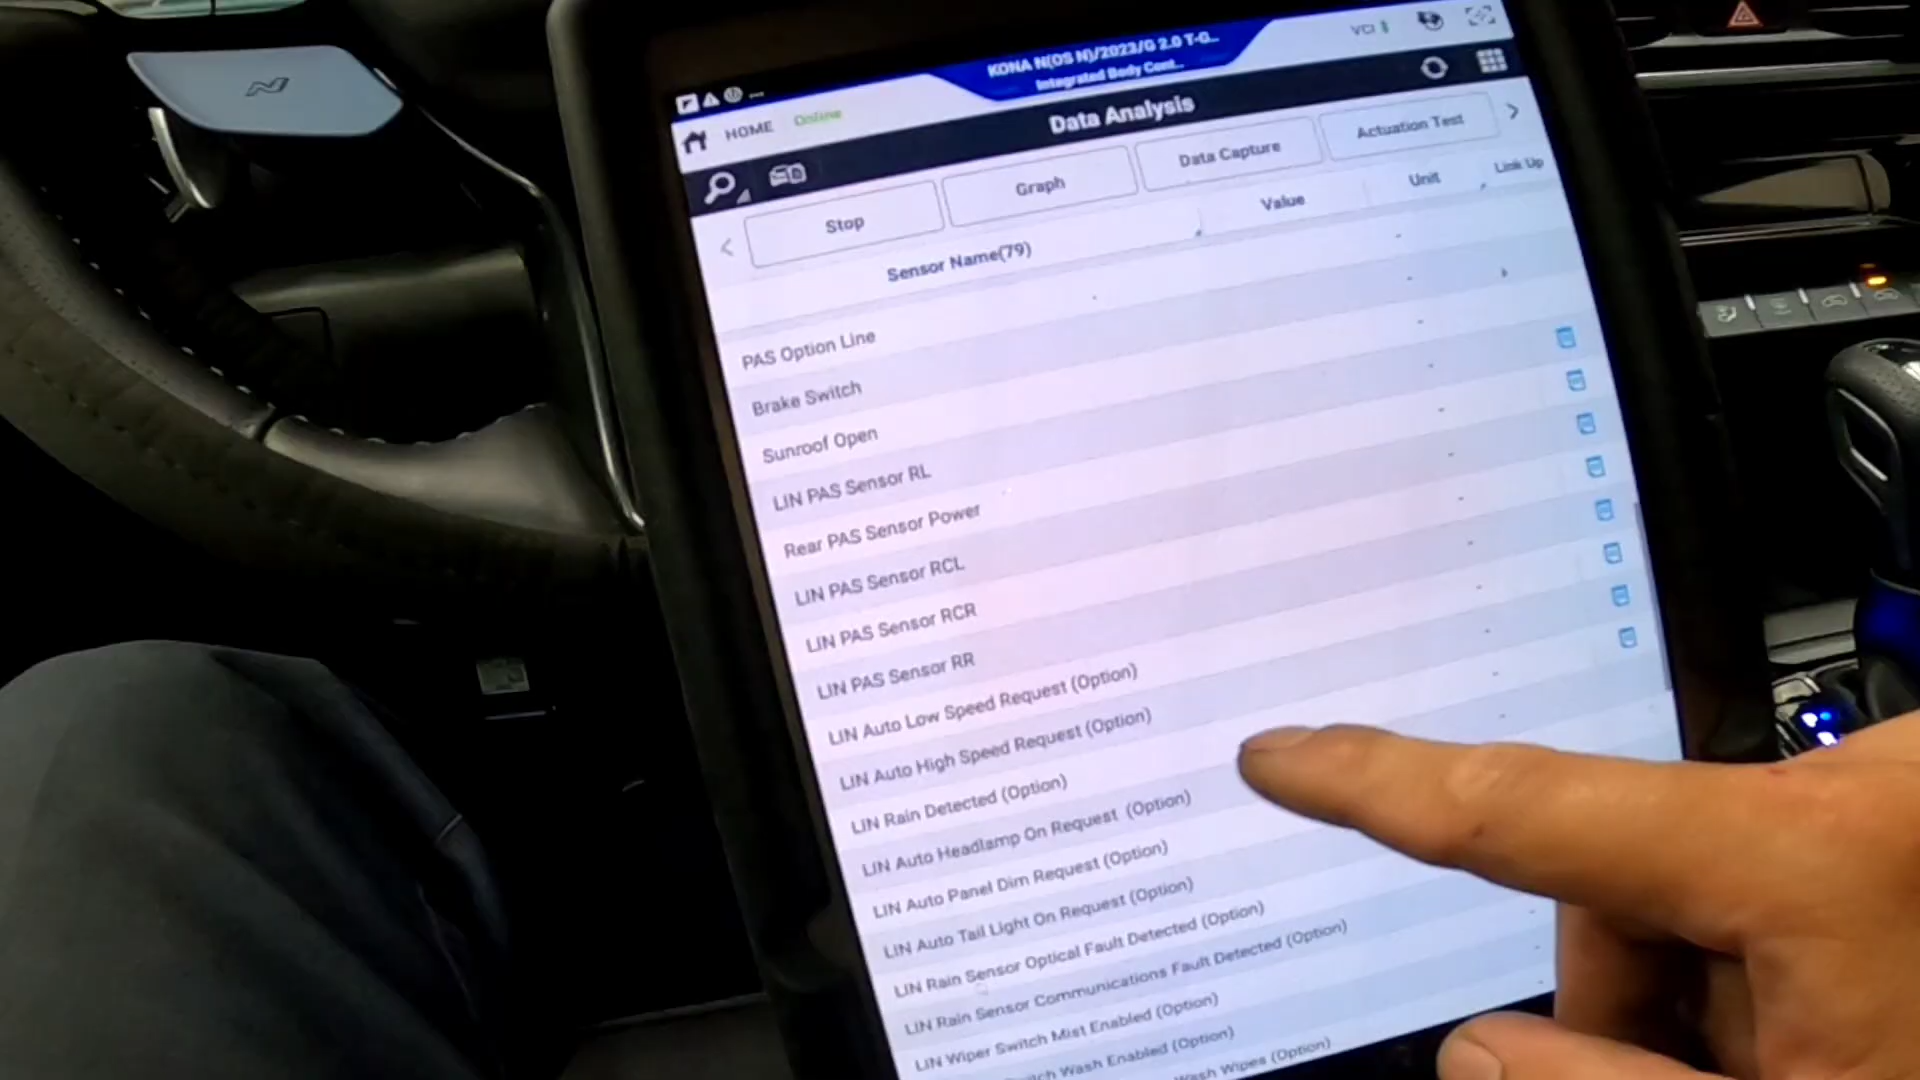 KONA N(OS N)/2023/G 2.0 T-G...
Integrated Body Cont...
VCI
HOME Online
Data Analysis
Stop Graph Data Capture Actuation Test
Sensor Name(79) Value Unit Link Up
PAS Option Line
Brake Switch
Sunroof Open
LIN PAS Sensor RL
Rear PAS Sensor Power
LIN PAS Sensor RCL
LIN PAS Sensor RCR
LIN PAS Sensor RR
LIN Auto Low Speed Request (Option)
LIN Auto High Speed Request (Option)
LIN Rain Detected (Option)
LIN Auto Headlamp On Request (Option)
LIN Auto Panel Dim Request (Option)
LIN Auto Tail Light On Request (Option)
LIN Rain Sensor Optical Fault Detected (Option)
LIN Rain Sensor Communications Fault Detected (Option)
LIN Wiper Switch Mist Enabled (Option)
Wash Enabled (Option)
Wash Wipes (Option)